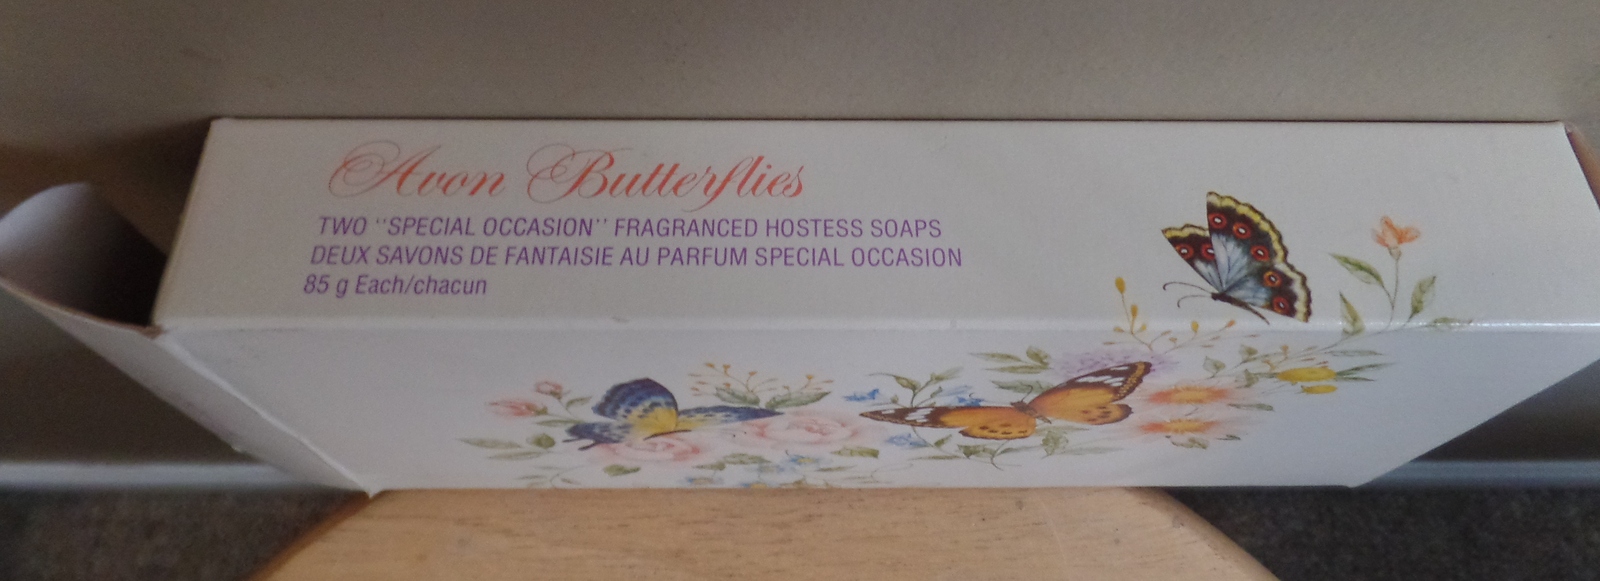 Avon Butterflies
TWO "SPECIAL OCCASION" FRAGRANCED HOSTESS SOAPS
DEUX SAVONS DE FANTAISIE AU PARFUM SPECIAL OCCASION
85 g Each/chacun